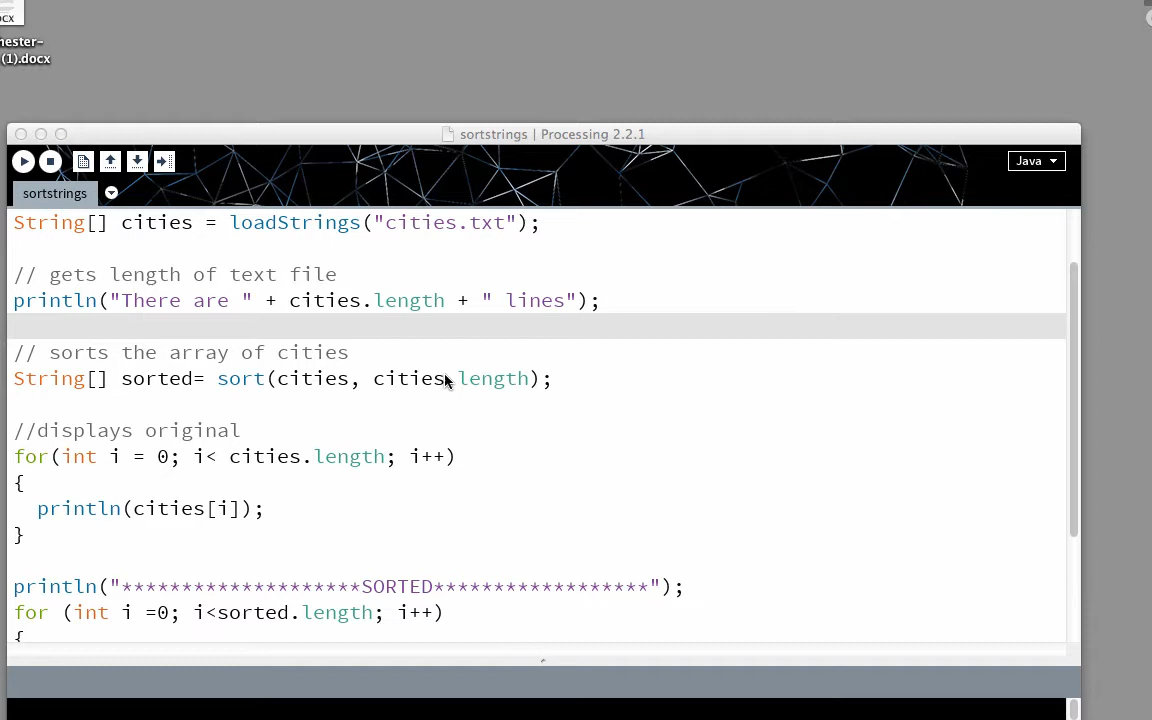 ocx
nester-
(1).docx
sortstrings | Processing 2.2.1
Java
sortstrings
String[] cities = loadStrings("cities.txt");
// gets length of text file
println("There are " + cities.length + " lines");
// sorts the array of cities
String[] sorted= sort(cities, cities.length);
//displays original
for(int i = 0; i< cities.length; i++)
{
println(cities[i]);
}
println("********************SORTED******************");
for (int i =0; i<sorted.length; i++)
{